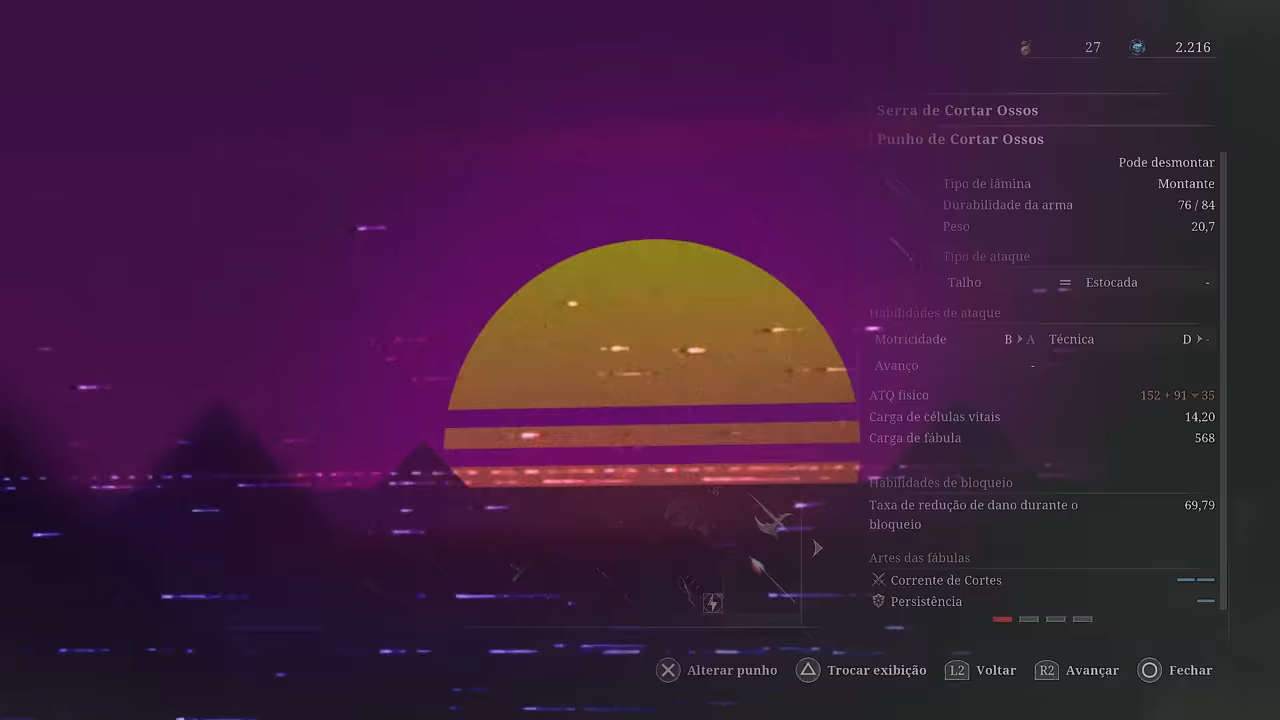 27 2.216
Serra de Cortar Ossos
Punho de Cortar Ossos
Pode desmontar
Tipo de lâmina Montante
Durabilidade da arma 76 / 84
Peso 20,7
Tipo de ataque
Talho = Estocada -
Habilidades de ataque
Motricidade B A Técnica D -
Avanço -
ATQ físico 152 + 91 35
Carga de células vitais 14,20
Carga de fábula 568
Habilidades de bloqueio
Taxa de redução de dano durante o 69,79
bloqueio
Artes das fábulas
Corrente de Cortes
Persistência
Alterar punho Trocar exibição L2 Voltar R2 Avançar Fechar